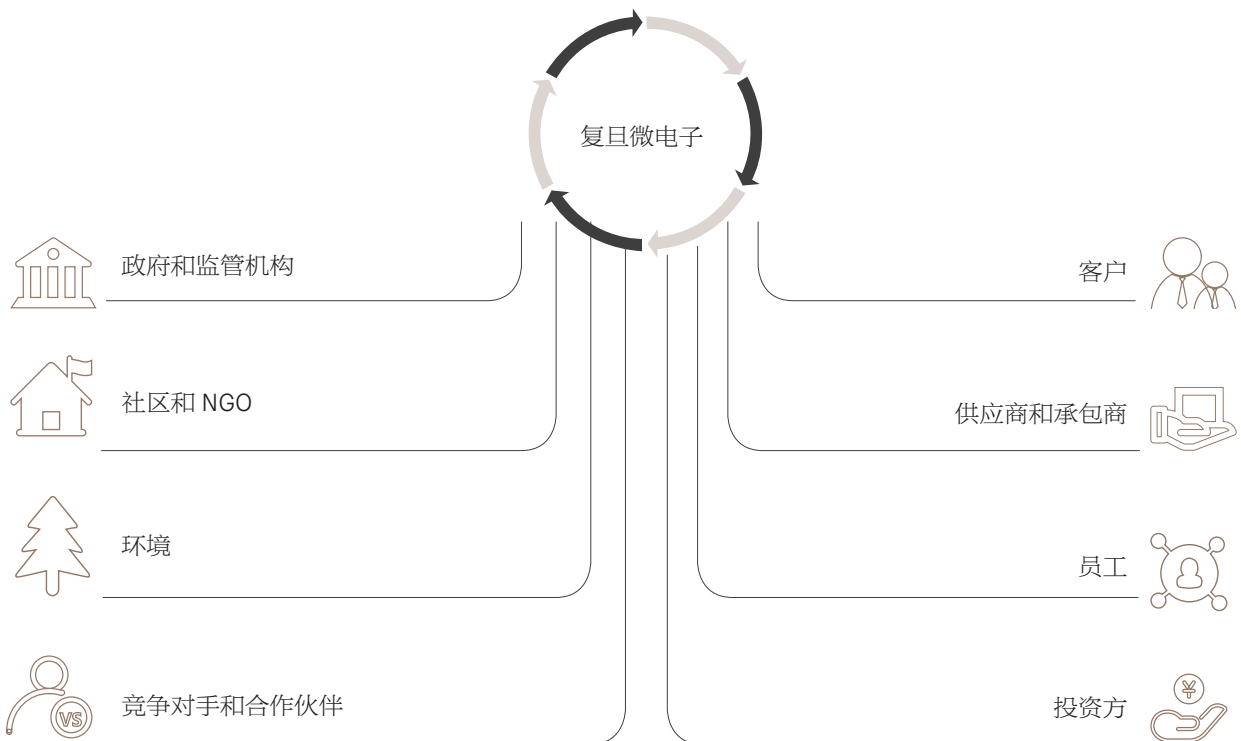 复旦微电子
政府和监管机构
客户
社区和 NGO
供应商和承包商
环境
员工
竞争对手和合作伙伴
VS
投资方
¥